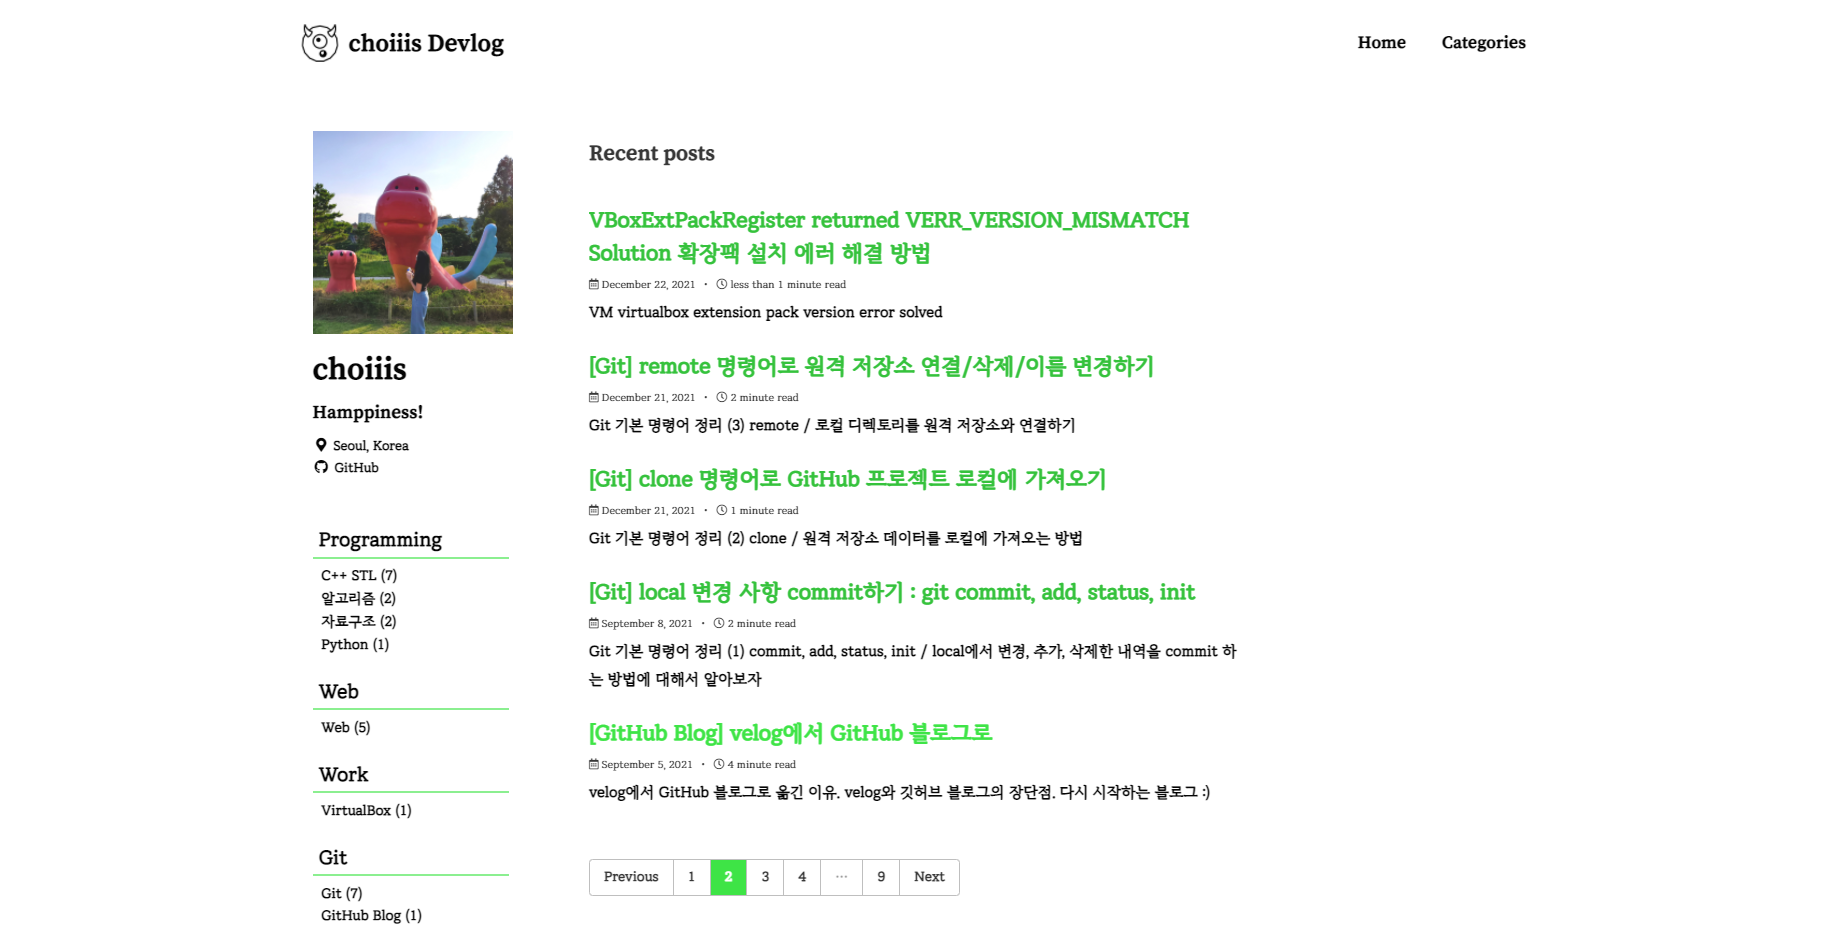 choiiis Devlog
Home
Categories
choiiis
Hamppiness!
Seoul, Korea
GitHub
Programming
C++ STL (7)
알고리즘 (2)
자료구조 (2)
Python (1)
Web
Web (5)
Work
VirtualBox (1)
Git
Git (7)
GitHub Blog (1)
Recent posts
VBoxExtPackRegister returned VERR_VERSION_MISMATCH
Solution 확장팩 설치 에러 해결 방법
December 22, 2021 • less than 1 minute read
VM virtualbox extension pack version error solved
[Git] remote 명령어로 원격 저장소 연결/삭제/이름 변경하기
December 21, 2021 • 2 minute read
Git 기본 명령어 정리 (3) remote / 로컬 디렉토리를 원격 저장소와 연결하기
[Git] clone 명령어로 GitHub 프로젝트 로컬에 가져오기
December 21, 2021 • 1 minute read
Git 기본 명령어 정리 (2) clone / 원격 저장소 데이터를 로컬에 가져오는 방법
[Git] local 변경 사항 commit하기 : git commit, add, status, init
September 8, 2021 • 2 minute read
Git 기본 명령어 정리 (1) commit, add, status, init / local에서 변경, 추가, 삭제한 내역을 commit 하
는 방법에 대해서 알아보자
[GitHub Blog] velog에서 GitHub 블로그로
September 5, 2021 • 4 minute read
velog에서 GitHub 블로그로 옮긴 이유. velog와 깃허브 블로그의 장단점. 다시 시작하는 블로그 :)
Previous 1 2 3 4 … 9 Next